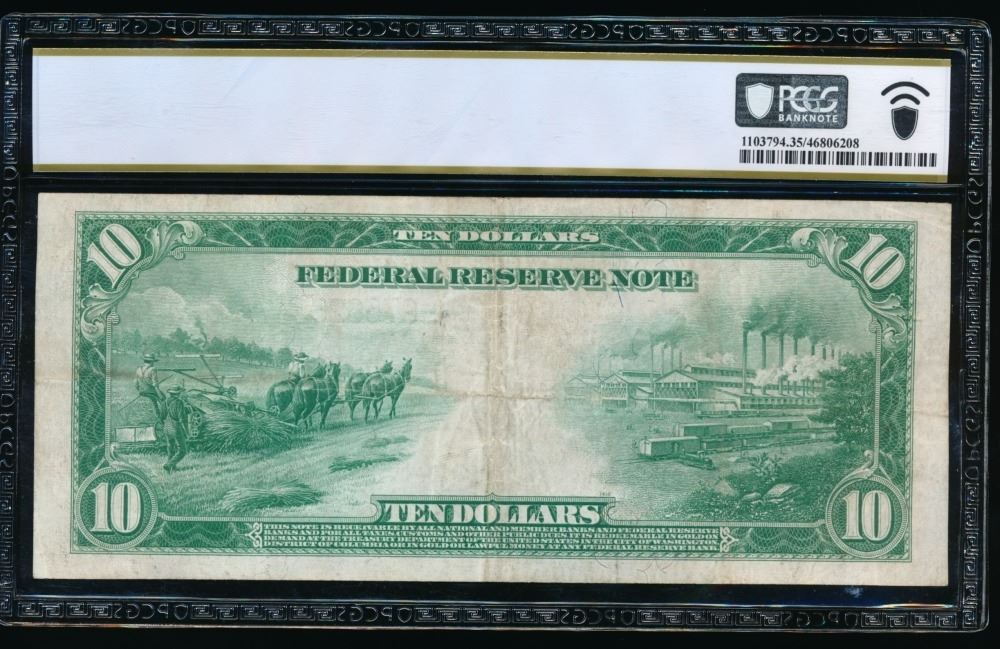 PCGS
BANKNOTE
1103794.35/46806208
10 TEN DOLLARS 10
FEDERAL RESERVE NOTE
10 TEN DOLLARS 10
THIS NOTE IS RECEIVABLE BY ALL NATIONAL AND MEMBER BANKS AND FEDERAL RESERVE
BANKS AND FOR ALL TAXES, CUSTOMS AND OTHER PUBLIC DUES. IT IS REDEEMABLE IN GOLD ON
DEMAND AT THE TREASURY DEPARTMENT OF THE UNITED STATES IN THE CITY OF WASHINGTON,
DISTRICT OF COLUMBIA OR IN GOLD OR LAWFUL MONEY AT ANY FEDERAL RESERVE BANK.